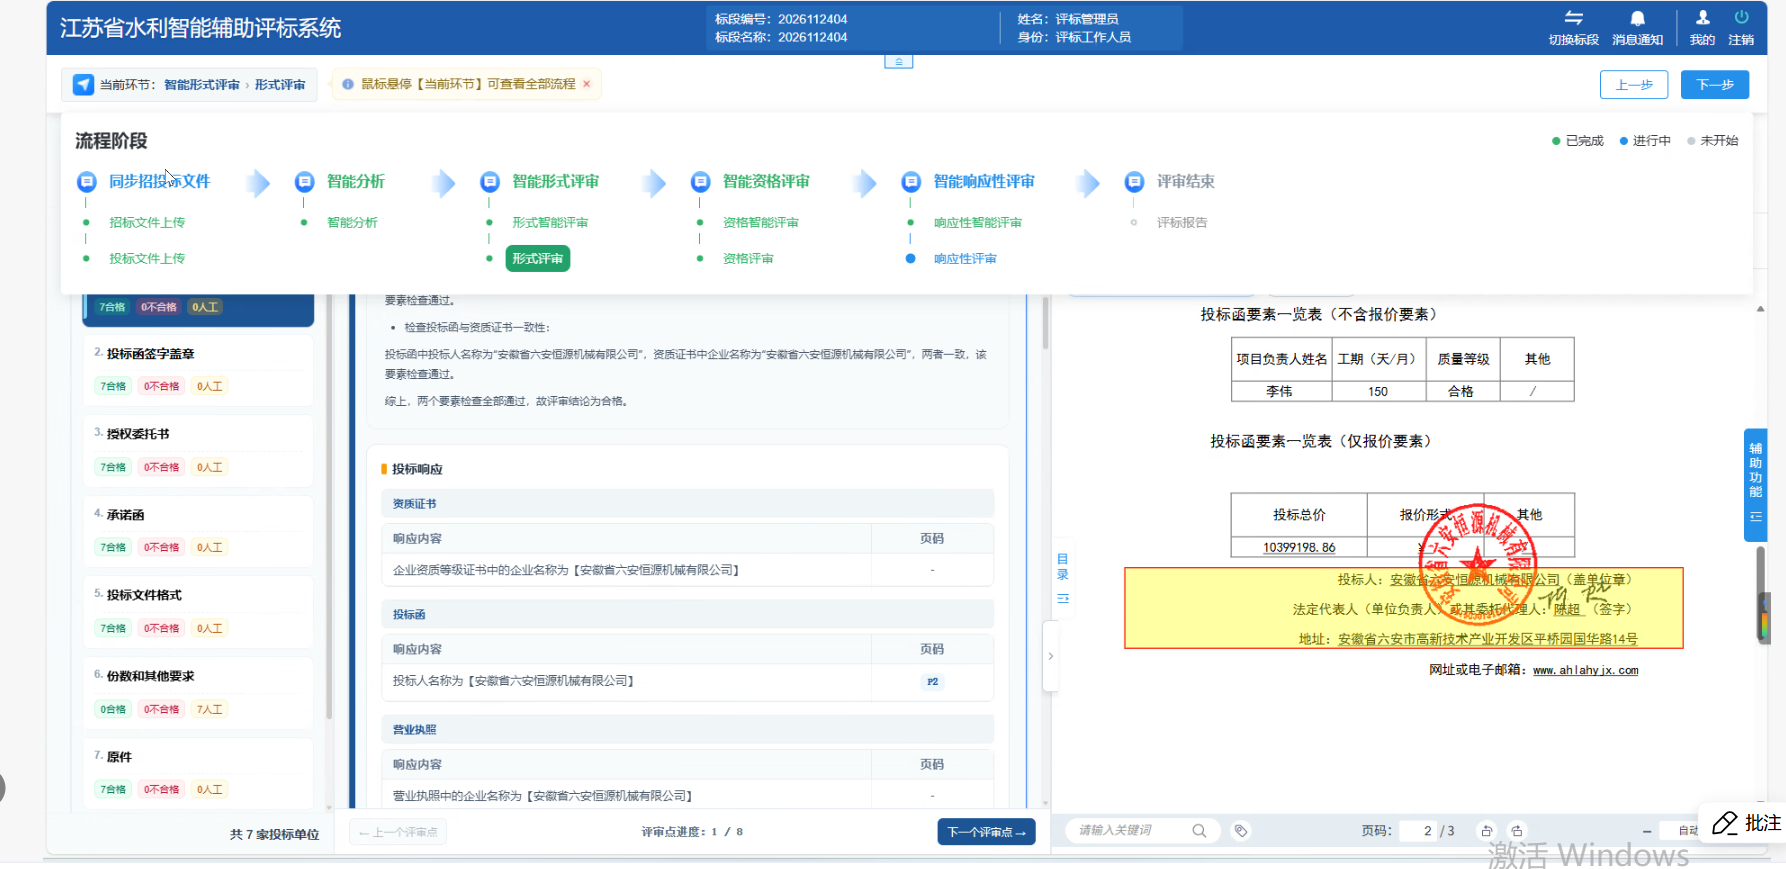 江苏省水利智能辅助评标系统
标段编号：2026112404
标段名称：2026112404
姓名：评标管理员
身份：评标工作人员
切换标段
消息通知
我的
注销
当前环节：智能形式评审 › 形式评审
鼠标悬停【当前环节】可查看全部流程 ×
上一步
下一步
流程阶段
已完成
进行中
未开始
同步招投标文件
智能分析
智能形式评审
智能资格评审
智能响应性评审
评审结束
招标文件上传
智能分析
形式智能评审
资格智能评审
响应性智能评审
评标报告
投标文件上传
形式评审
资格评审
响应性评审
7合格 0不合格 0人工
2. 投标函签字盖章
7合格 0不合格 0人工
3. 授权委托书
7合格 0不合格 0人工
4. 承诺函
7合格 0不合格 0人工
5. 投标文件格式
7合格 0不合格 0人工
6. 份数和其他要求
0合格 0不合格 7人工
7. 原件
7合格 0不合格 0人工
共 7 家投标单位
要素检查通过。
• 检查投标函与资质证书一致性：
投标函中投标人名称为“安徽省六安恒源机械有限公司”，资质证书中企业名称为“安徽省六安恒源机械有限公司”，两者一致，该
要素检查通过。
综上，两个要素检查全部通过，故评审结论为合格。
投标响应
资质证书
响应内容 页码
企业资质等级证书中的企业名称为【安徽省六安恒源机械有限公司】 -
投标函
响应内容 页码
投标人名称为【安徽省六安恒源机械有限公司】 P2
营业执照
响应内容 页码
营业执照中的企业名称为【安徽省六安恒源机械有限公司】 -
← 上一个评审点
评审点进度：1 / 8
下一个评审点 →
目录
投标函要素一览表（不含报价要素）
项目负责人姓名 工期（天/月） 质量等级 其他
李伟 150 合格 /
投标函要素一览表（仅报价要素）
投标总价 报价形式 其他
10399198.86
投标人：安徽省六安恒源机械有限公司（盖单位章）
法定代表人（单位负责人）或其委托代理人：陈超（签字）
地址：安徽省六安市高新技术产业开发区平桥园国华路14号
网址或电子邮箱：www.ahlahyjx.com
辅助功能
请输入关键词
页码： 2 / 3
自动
批注
激活 Windows